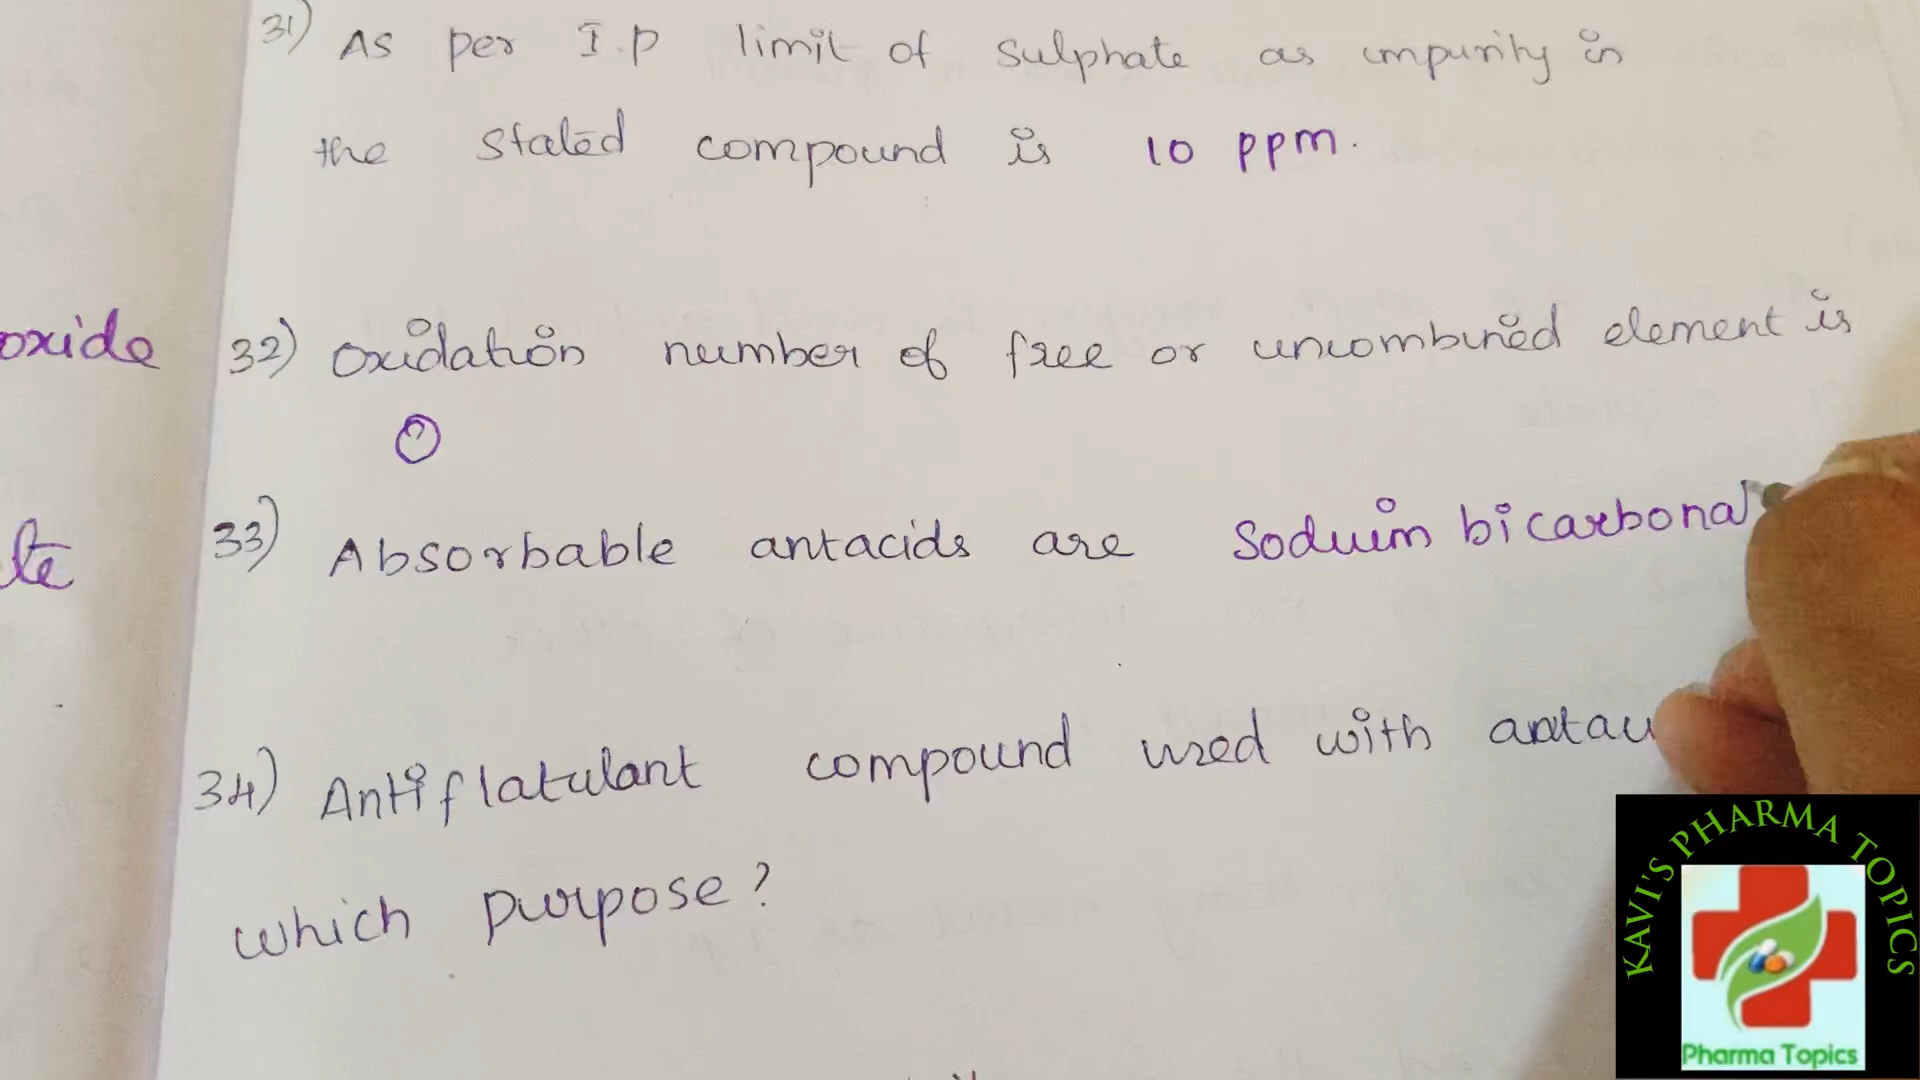 31) As per I.p limit of sulphate as impurity in
the stated compound is 10 ppm.
oxide
32) Oxidation number of free or uncombined element is
0
33) Absorbable antacids are Sodium bicarbonat
te
34) Antiflatulant compound used with antac
which purpose?
KAVI'S PHARMA TOPICS
Pharma Topics